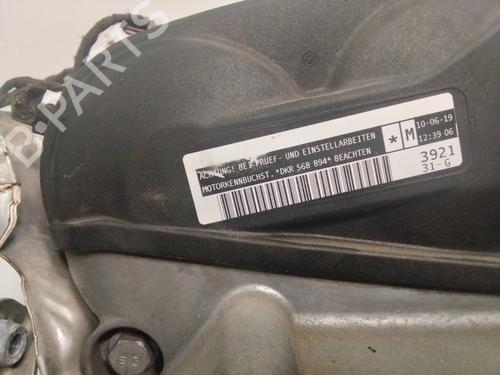 B-PARTS
ACHTUNG! BEI PRUEF- UND EINSTELLARBEITEN
MOTORKENNBUCHST. *DKR 568 894* BEACHTEN .
* M
10-06-19
12:39 06
3921
31-G